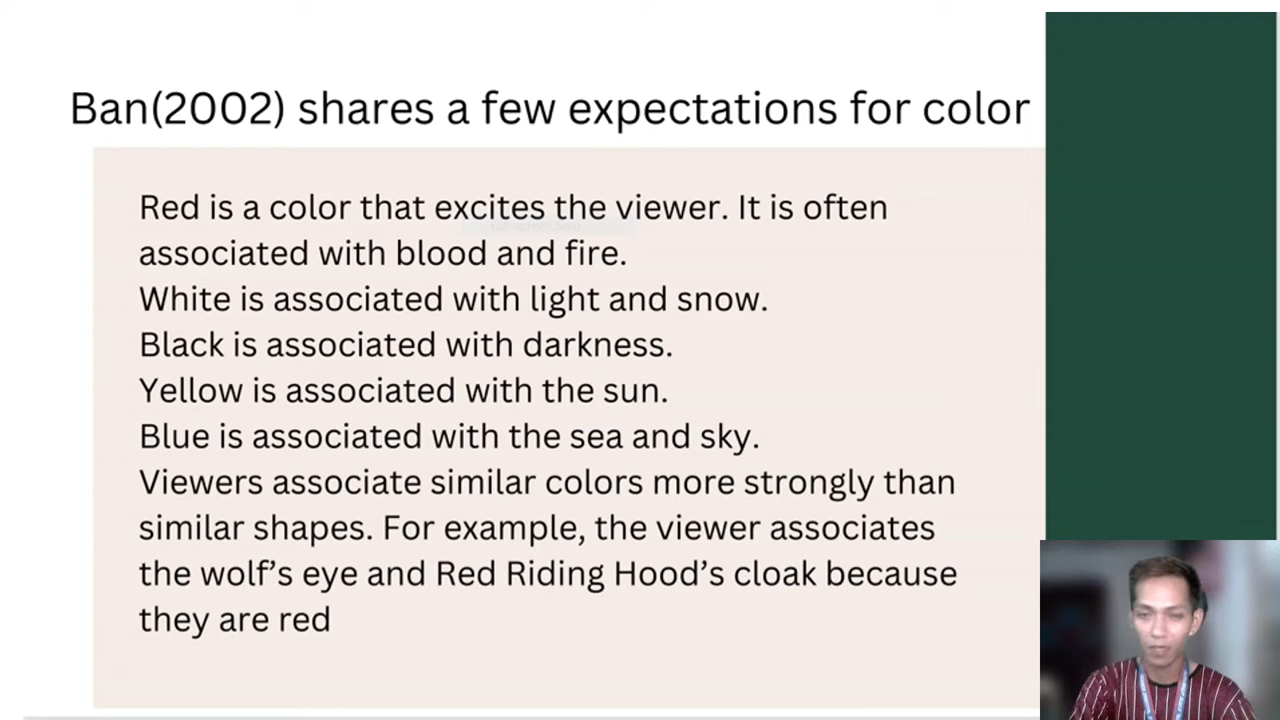 Ban(2002) shares a few expectations for color
Red is a color that excites the viewer. It is often
associated with blood and fire.
White is associated with light and snow.
Black is associated with darkness.
Yellow is associated with the sun.
Blue is associated with the sea and sky.
Viewers associate similar colors more strongly than
similar shapes. For example, the viewer associates
the wolf’s eye and Red Riding Hood’s cloak because
they are red